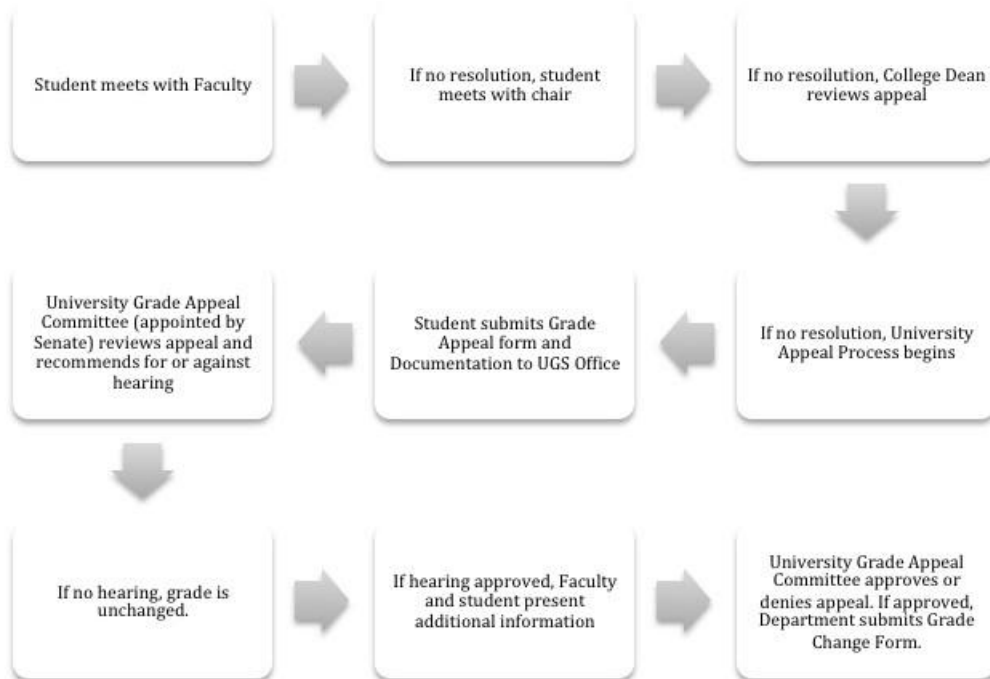 Student meets with Faculty
If no resolution, student
meets with chair
If no resoilution, College Dean
reviews appeal
If no resolution, University
Appeal Process begins
Student submits Grade
Appeal form and
Documentation to UGS Office
University Grade Appeal
Committee (appointed by
Senate) reviews appeal and
recommends for or against
hearing
If no hearing, grade is
unchanged.
If hearing approved, Faculty
and student present
additional information
University Grade Appeal
Committee approves or
denies appeal. If approved,
Department submits Grade
Change Form.